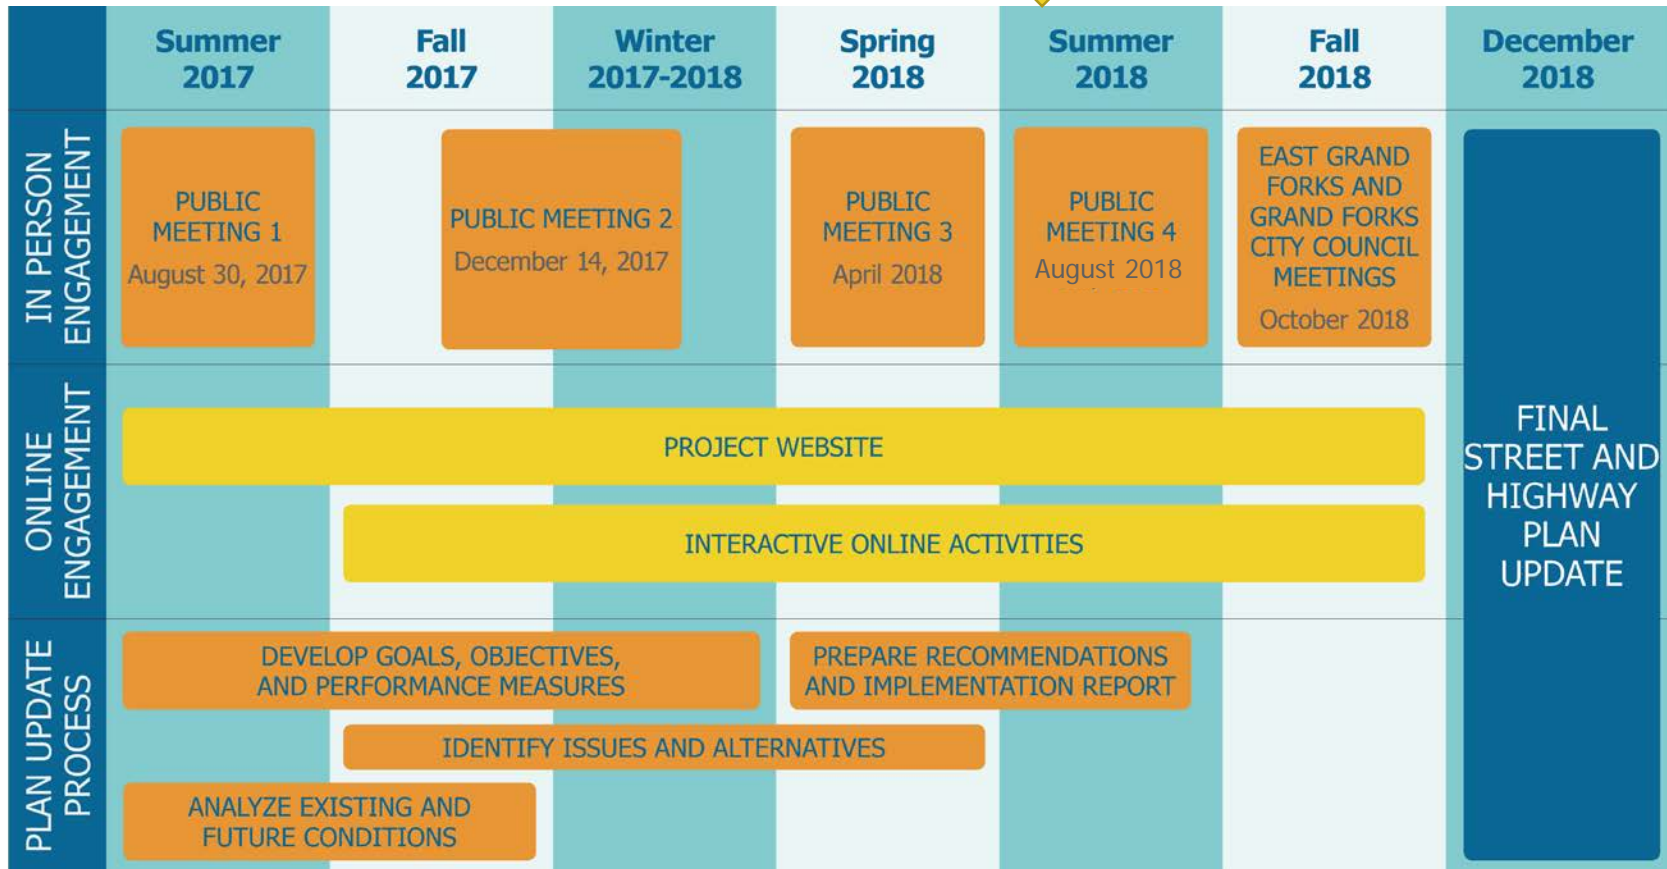 Summer
2017
Fall
2017
Winter
2017-2018
Spring
2018
Summer
2018
Fall
2018
December
2018
IN PERSON
ENGAGEMENT
PUBLIC
MEETING 1
August 30, 2017
PUBLIC MEETING 2
December 14, 2017
PUBLIC
MEETING 3
April 2018
PUBLIC
MEETING 4
August 2018
EAST GRAND
FORKS AND
GRAND FORKS
CITY COUNCIL
MEETINGS
October 2018
ONLINE
ENGAGEMENT
PROJECT WEBSITE
INTERACTIVE ONLINE ACTIVITIES
FINAL
STREET AND
HIGHWAY
PLAN
UPDATE
PLAN UPDATE
PROCESS
DEVELOP GOALS, OBJECTIVES,
AND PERFORMANCE MEASURES
PREPARE RECOMMENDATIONS
AND IMPLEMENTATION REPORT
IDENTIFY ISSUES AND ALTERNATIVES
ANALYZE EXISTING AND
FUTURE CONDITIONS